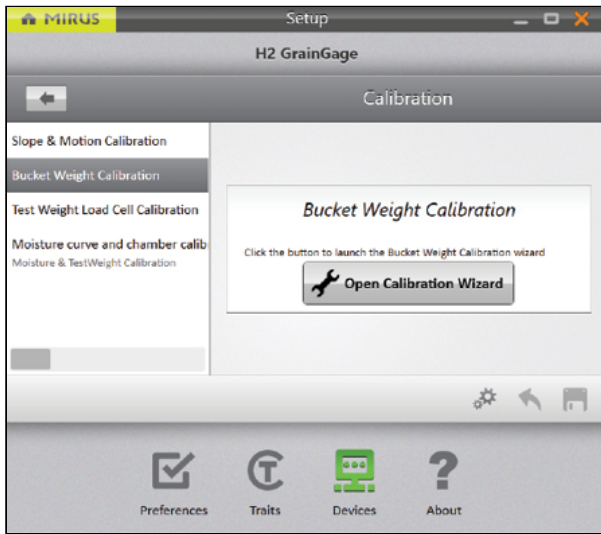 MIRUS
Setup
H2 GrainGage
Calibration
Slope & Motion Calibration
Bucket Weight Calibration
Test Weight Load Cell Calibration
Moisture curve and chamber calib
Moisture & TestWeight Calibration
Bucket Weight Calibration
Click the button to launch the Bucket Weight Calibration wizard
Open Calibration Wizard
Preferences
Traits
Devices
About